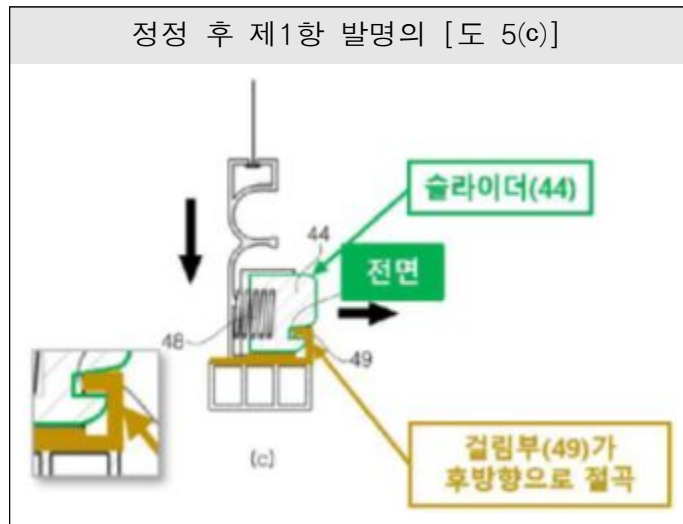 정정 후 제1항 발명의 [도 5(c)]
슬라이더(44)
44
전면
48
49
걸림부(49)가
후방향으로 절곡
(c)